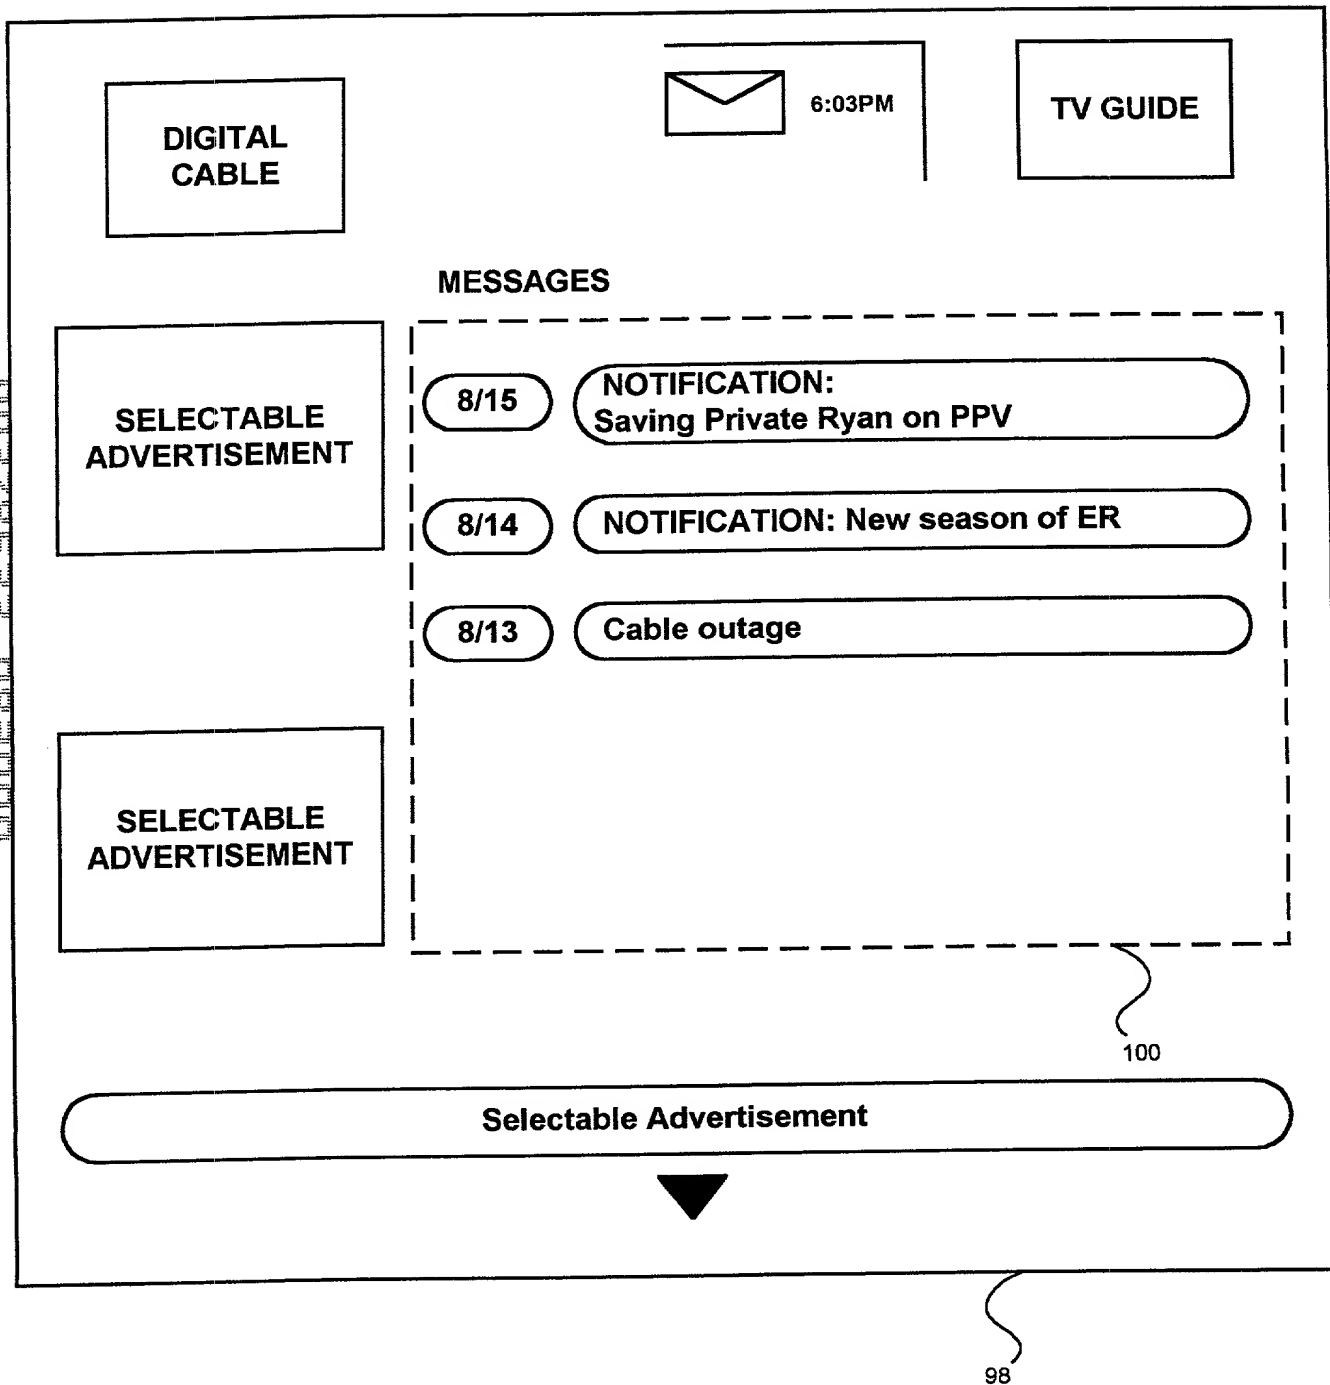 DIGITAL
CABLE
6:03PM
TV GUIDE
MESSAGES
SELECTABLE
ADVERTISEMENT
8/15
NOTIFICATION:
Saving Private Ryan on PPV
8/14
NOTIFICATION: New season of ER
8/13
Cable outage
SELECTABLE
ADVERTISEMENT
100
Selectable Advertisement
98